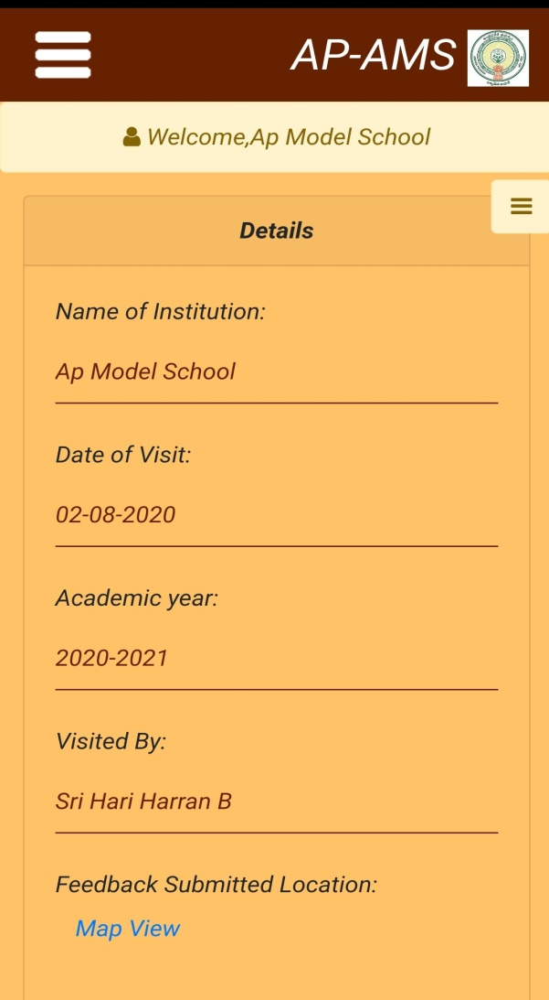 AP-AMS
Welcome,Ap Model School
Details
Name of Institution:
Ap Model School
Date of Visit:
02-08-2020
Academic year:
2020-2021
Visited By:
Sri Hari Harran B
Feedback Submitted Location:
Map View